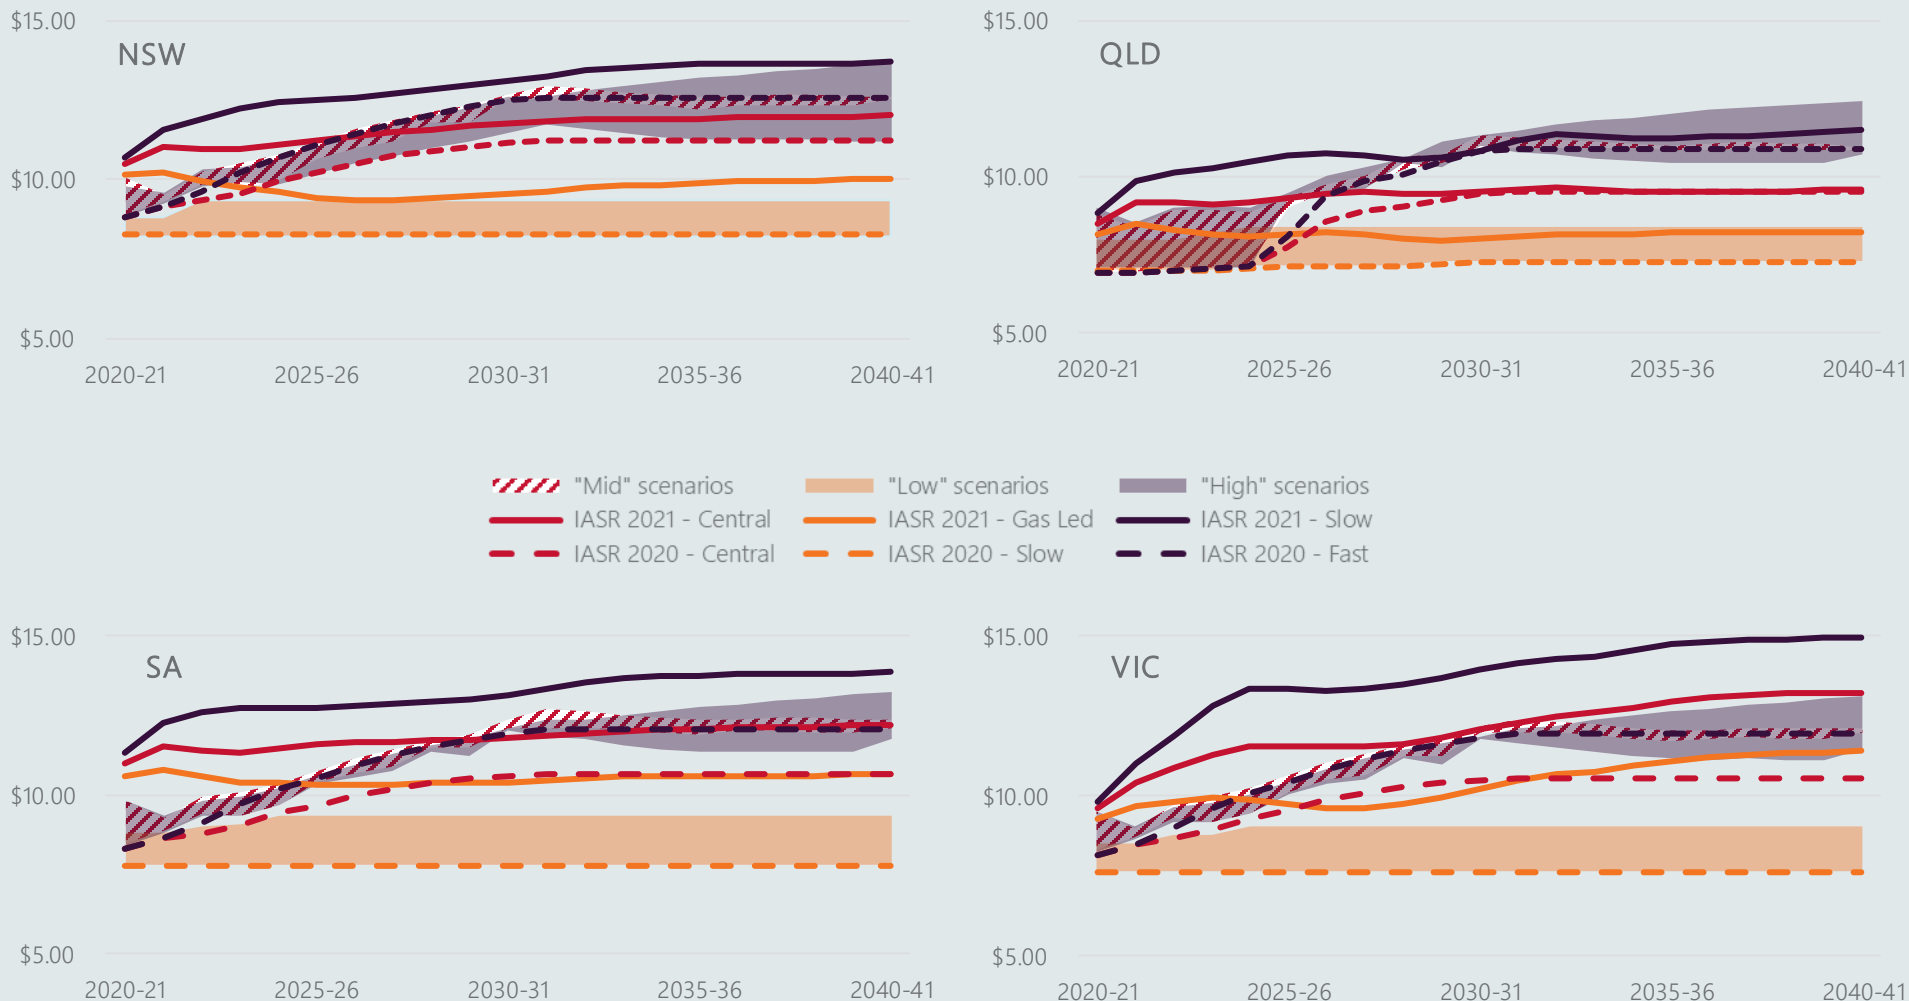 $15.00
NSW
$10.00
$5.00
2020-21 2025-26 2030-31 2035-36 2040-41
$15.00
QLD
$10.00
$5.00
2020-21 2025-26 2030-31 2035-36 2040-41
"Mid" scenarios "Low" scenarios "High" scenarios
IASR 2021 - Central IASR 2021 - Gas Led IASR 2021 - Slow
IASR 2020 - Central IASR 2020 - Slow IASR 2020 - Fast
$15.00
SA
$10.00
$5.00
2020-21 2025-26 2030-31 2035-36 2040-41
$15.00
VIC
$10.00
$5.00
2020-21 2025-26 2030-31 2035-36 2040-41